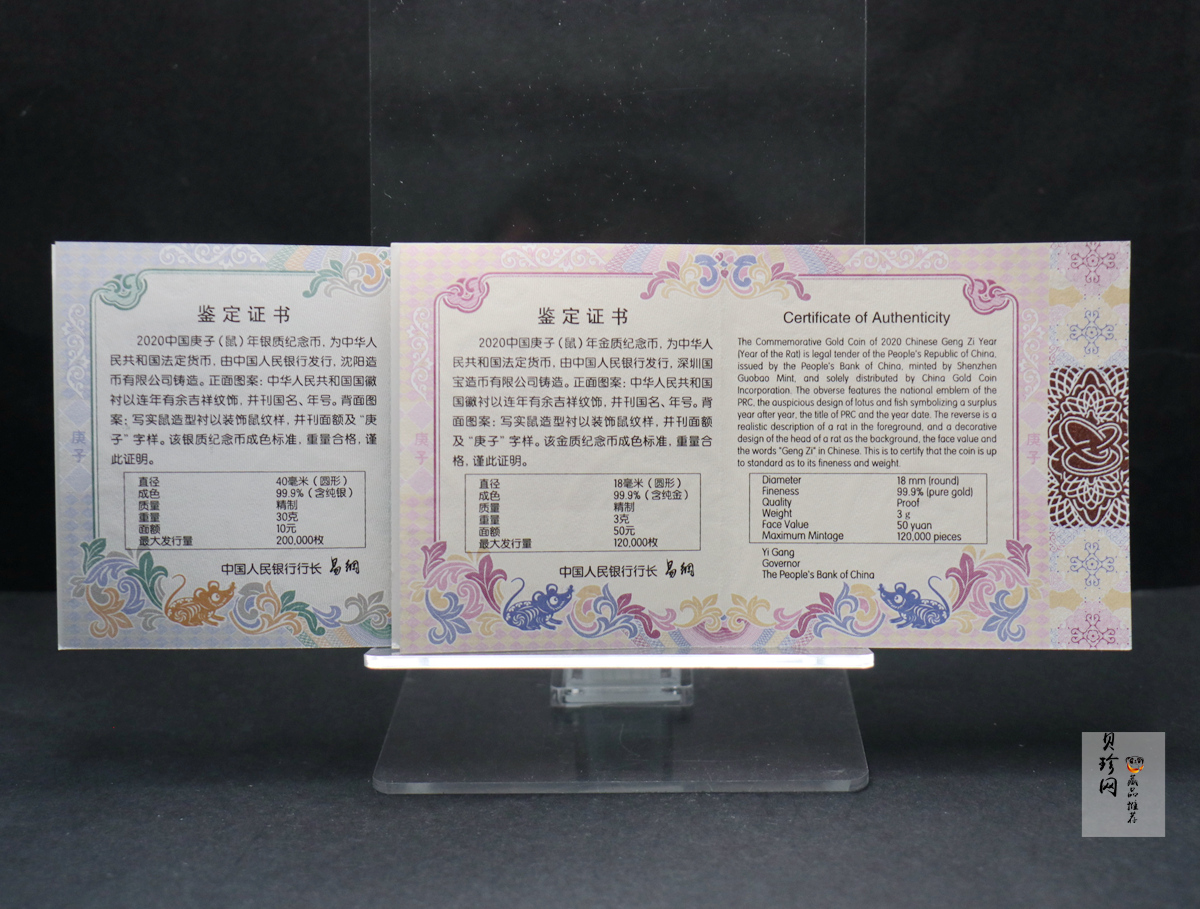 鉴定证书
2020中国庚子（鼠）年银质纪念币，为中华人
民共和国法定货币，由中国人民银行发行，沈阳造
币有限公司铸造。正面图案：中华人民共和国国徽
衬以连年有余吉祥纹饰，并刊国名、年号。背面图
案：写实鼠造型衬以装饰鼠纹样，并刊面额及“庚
子”字样。该银质纪念币成色标准，重量合格，谨
此证明。
直径 40毫米（圆形）
成色 99.9%（含纯银）
质量 精制
重量 30克
面额 10元
最大发行量 200,000枚
中国人民银行行长 易纲
庚子
鉴定证书
2020中国庚子（鼠）年金质纪念币，为中华人
民共和国法定货币，由中国人民银行发行，深圳国
宝造币有限公司铸造。正面图案：中华人民共和国
国徽衬以连年有余吉祥纹饰，并刊国名、年号。背
面图案：写实鼠造型衬以装饰鼠纹样，并刊面额
及“庚子”字样。该金质纪念币成色标准，重量合
格，谨此证明。
直径 18毫米（圆形）
成色 99.9%（含纯金）
质量 精制
重量 3克
面额 50元
最大发行量 120,000枚
中国人民银行行长 易纲
庚子
Certificate of Authenticity
The Commemorative Gold Coin of 2020 Chinese Geng Zi Year
(Year of the Rat) is legal tender of the People's Republic of China,
issued by the People's Bank of China, minted by Shenzhen
Guobao Mint, and solely distributed by China Gold Coin
Incorporation. The obverse features the national emblem of the
PRC, the auspicious design of lotus and fish symbolizing a surplus
year after year, the title of PRC and the year date. The reverse is a
realistic description of a rat in the foreground, and a decorative
design of the head of a rat as the background, the face value and
the words "Geng Zi" in Chinese. This is to certify that the coin is up
to standard as to its fineness and weight.
Diameter 18 mm (round)
Fineness 99.9% (pure gold)
Quality Proof
Weight 3 g
Face Value 50 yuan
Maximum Mintage 120,000 pieces
Yi Gang
Governor
The People's Bank of China
庚子
贝珍网
藏品推荐